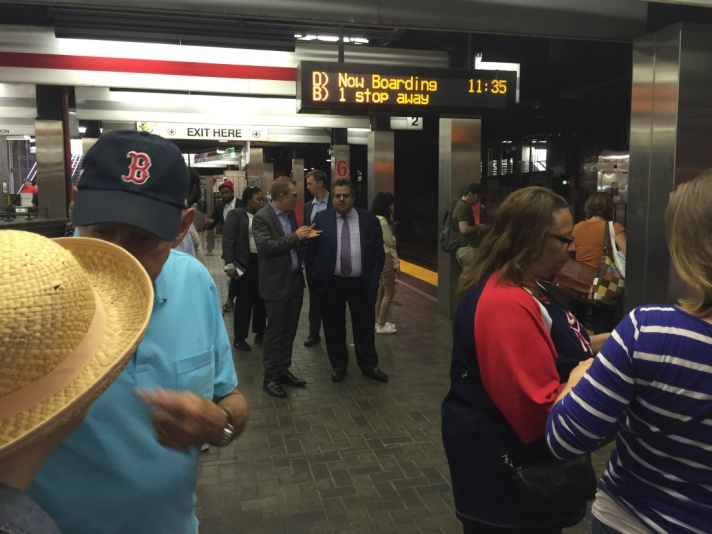 D> Now Boarding 11:35
B> 1 stop away
EXIT HERE
2
6
B